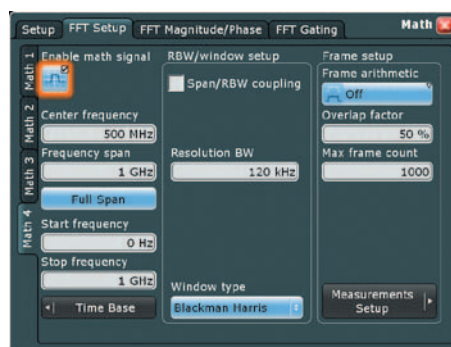 Setup
FFT Setup
FFT Magnitude/Phase
FFT Gating
Math
Math 1
Math 2
Math 3
Math 4
Enable math signal
Center frequency
500 MHz
Frequency span
1 GHz
Full Span
Start frequency
0 Hz
Stop frequency
1 GHz
Time Base
RBW/window setup
Span/RBW coupling
Resolution BW
120 kHz
Window type
Blackman Harris
Frame setup
Frame arithmetic
Off
Overlap factor
50 %
Max frame count
1000
Measurements
Setup